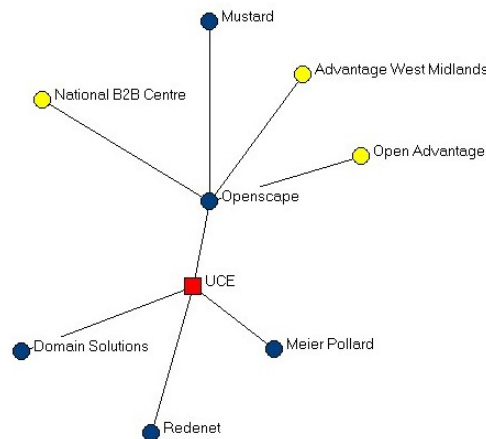 Mustard
Advantage West Midlands
National B2B Centre
Open Advantage
Openscape
UCE
Domain Solutions
Meier Pollard
Redenet